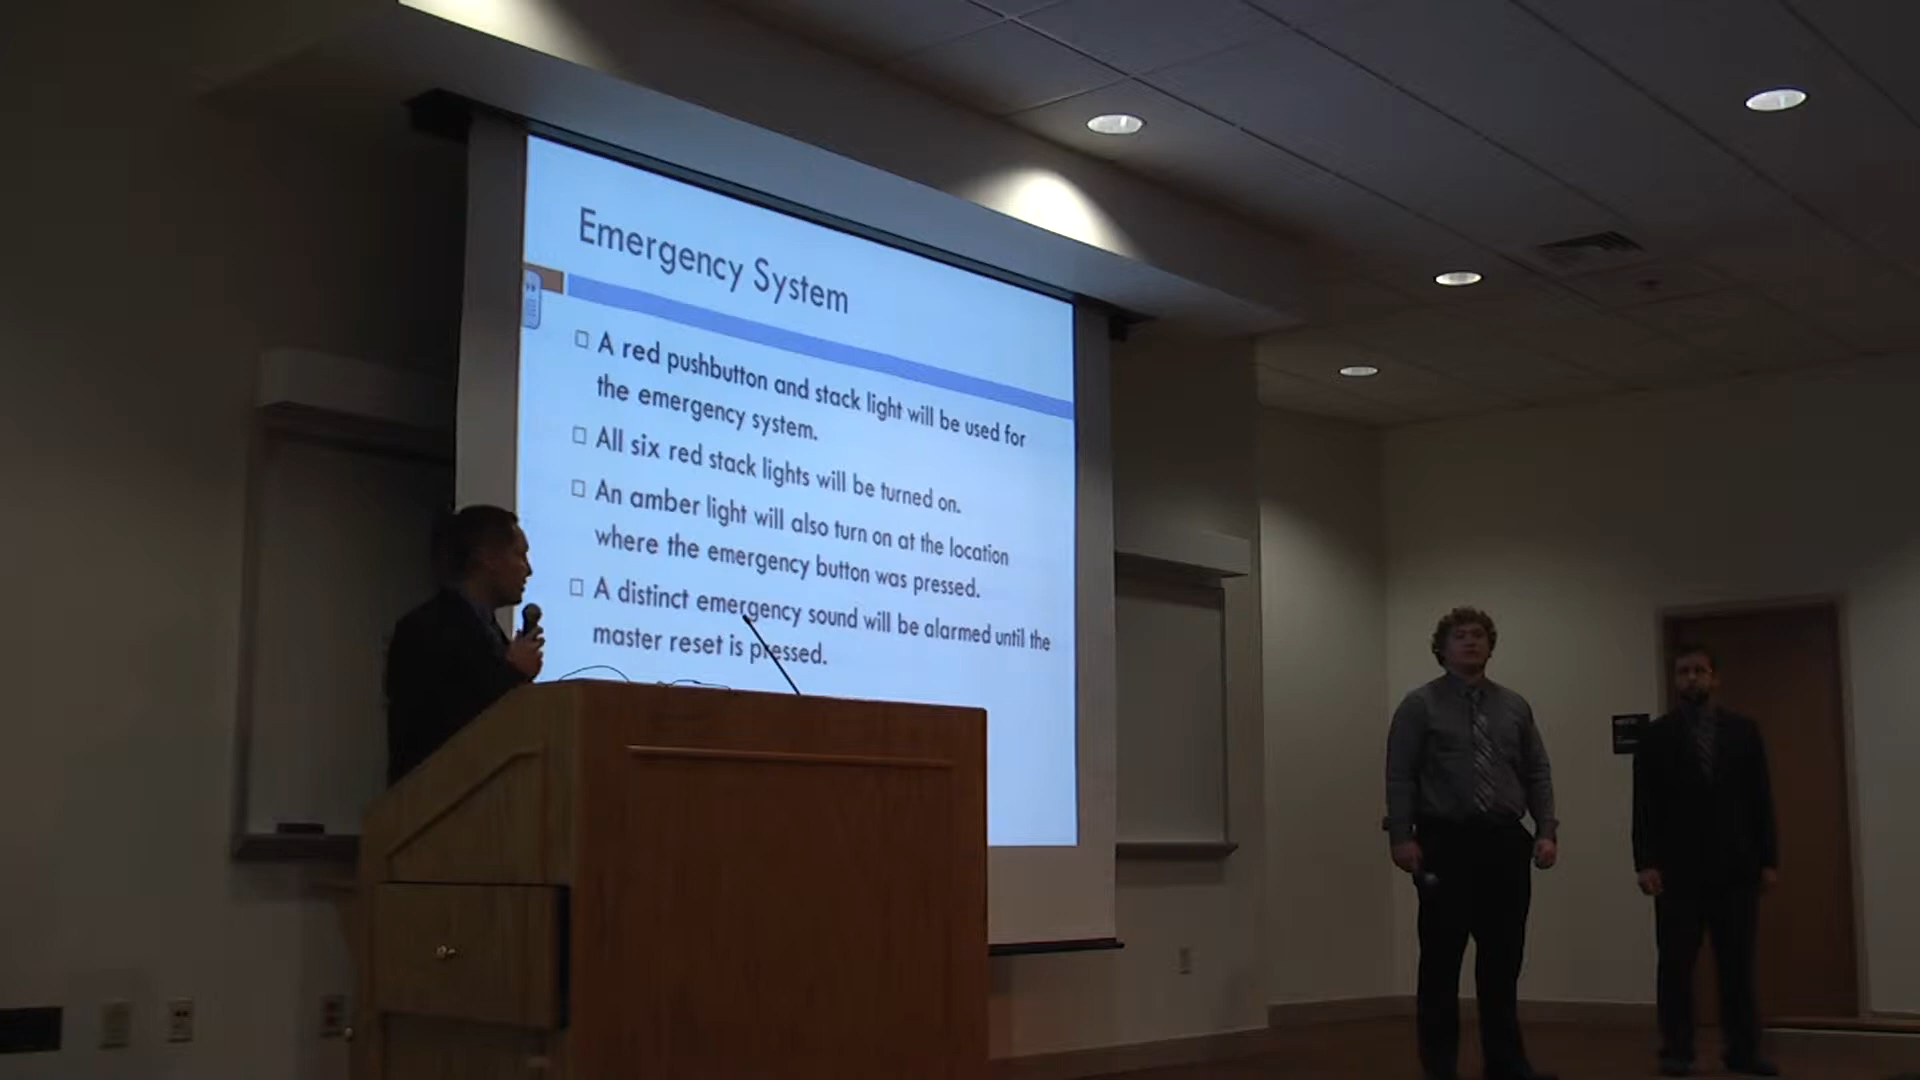 Emergency System
A red pushbutton and stack light will be used for
the emergency system.
All six red stack lights will be turned on.
An amber light will also turn on at the location
where the emergency button was pressed.
A distinct emergency sound will be alarmed until the
master reset is pressed.